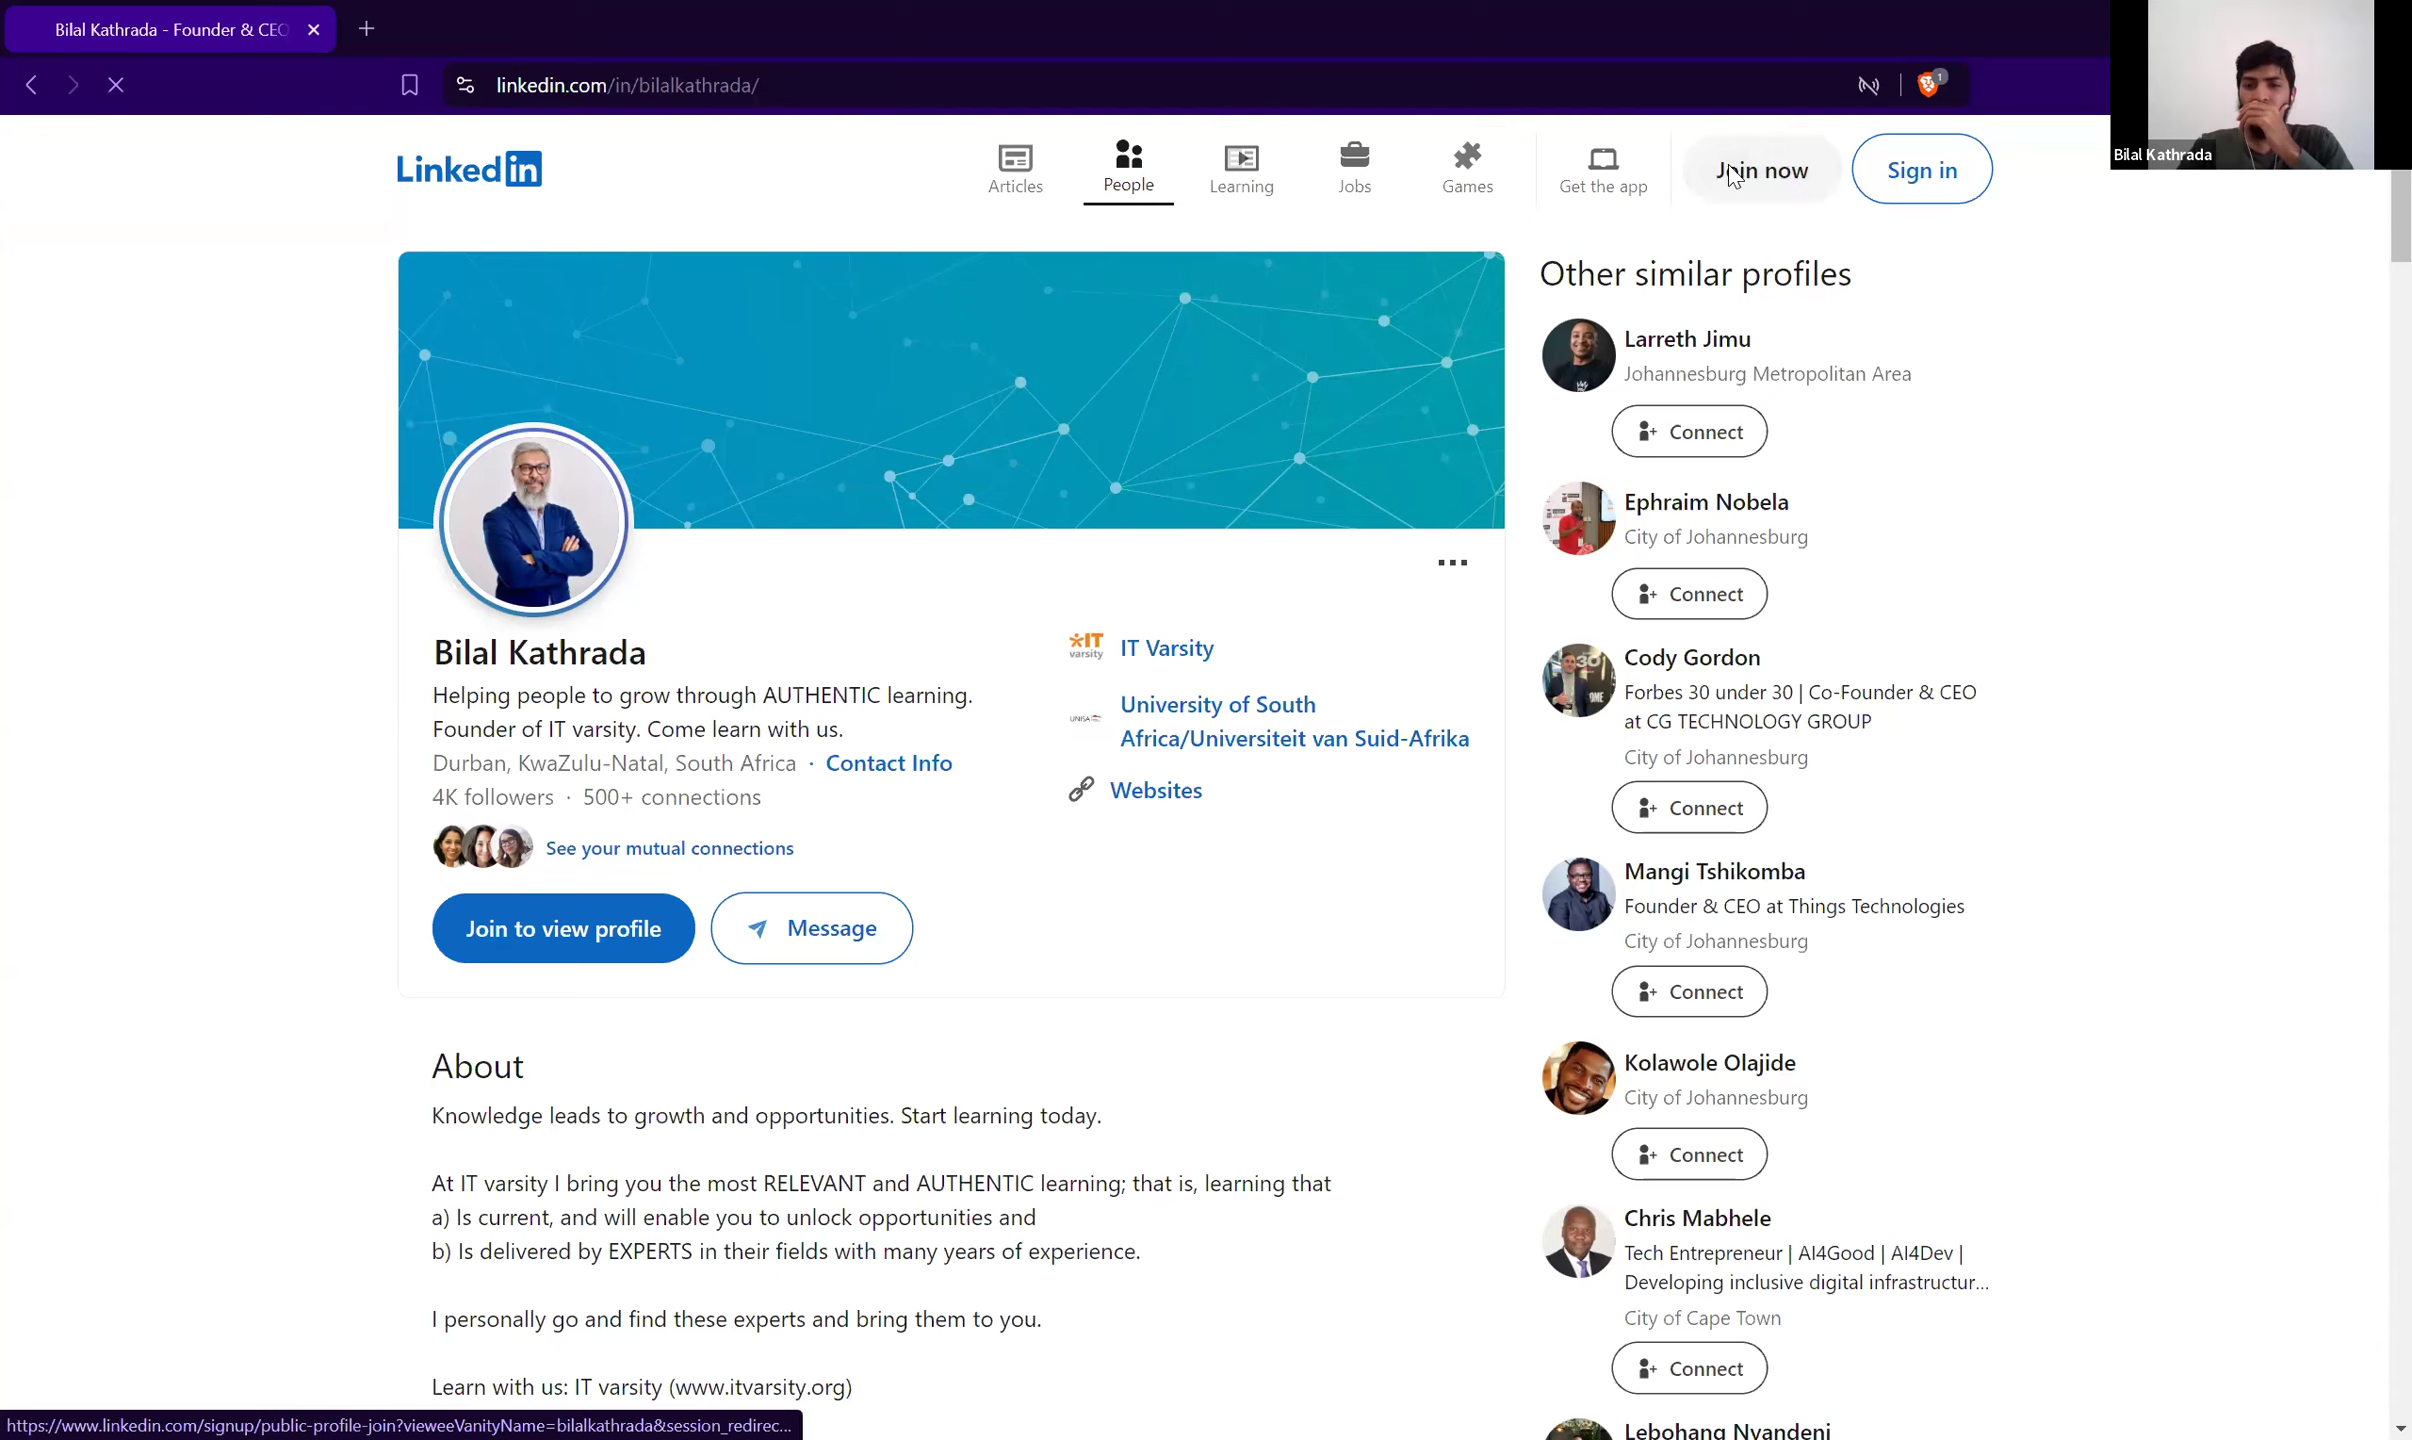 Bilal Kathrada - Founder & CEO
linkedin.com/in/bilalkathrada/
1
Bilal Kathrada
Linked in
Articles
People
Learning
Jobs
Games
Get the app
Join now
Sign in
Bilal Kathrada
Helping people to grow through AUTHENTIC learning.
Founder of IT varsity. Come learn with us.
Durban, KwaZulu-Natal, South Africa · Contact Info
4K followers · 500+ connections
See your mutual connections
Join to view profile
Message
IT varsity
IT Varsity
UNISA
University of South
Africa/Universiteit van Suid-Afrika
Websites
About
Knowledge leads to growth and opportunities. Start learning today.
At IT varsity I bring you the most RELEVANT and AUTHENTIC learning; that is, learning that
a) Is current, and will enable you to unlock opportunities and
b) Is delivered by EXPERTS in their fields with many years of experience.
I personally go and find these experts and bring them to you.
Learn with us: IT varsity (www.itvarsity.org)
Other similar profiles
Larreth Jimu
Johannesburg Metropolitan Area
Connect
Ephraim Nobela
City of Johannesburg
Connect
Cody Gordon
Forbes 30 under 30 | Co-Founder & CEO
at CG TECHNOLOGY GROUP
City of Johannesburg
Connect
Mangi Tshikomba
Founder & CEO at Things Technologies
City of Johannesburg
Connect
Kolawole Olajide
City of Johannesburg
Connect
Chris Mabhele
Tech Entrepreneur | AI4Good | AI4Dev |
Developing inclusive digital infrastructur...
City of Cape Town
Connect
Lebohang Nyandeni
https://www.linkedin.com/signup/public-profile-join?vieweeVanityName=bilalkathrada&session_redirec...